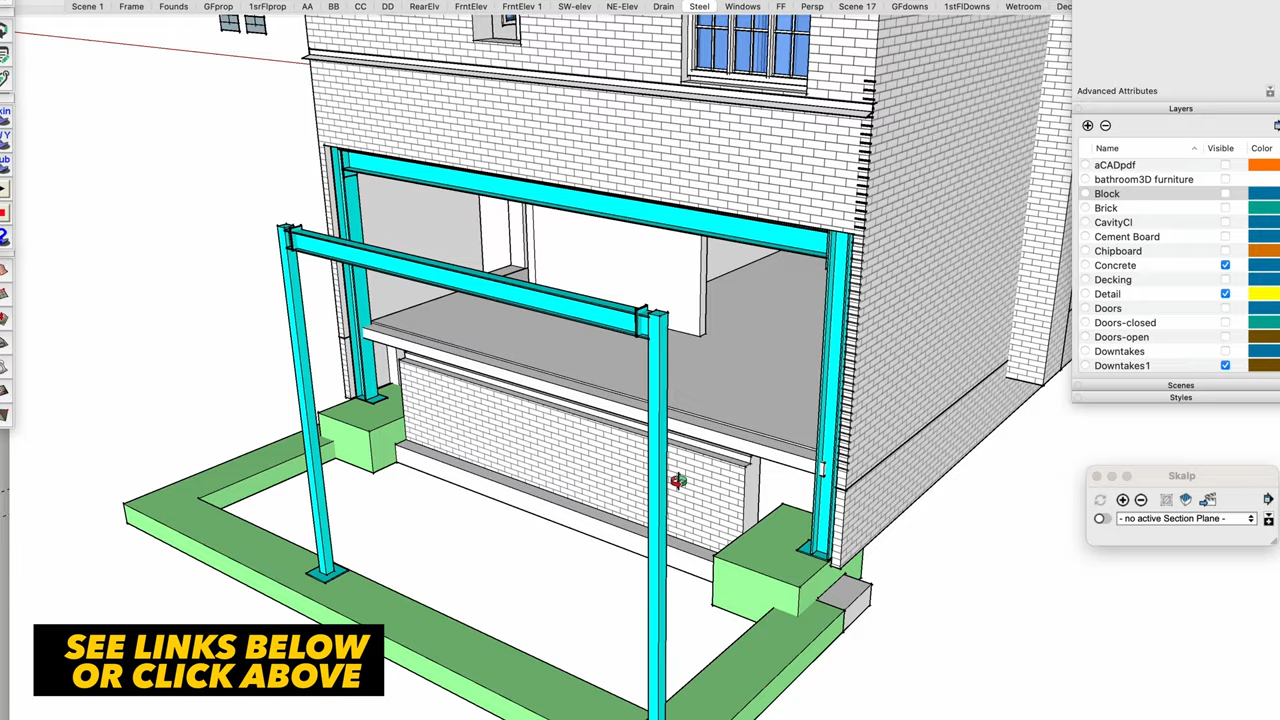 Scene 1 Frame Founds GFprop 1srFlprop AA BB CC DD RearElv FrntElev FrntElev 1 SW-elev NE-Elev Drain Steel Windows FF Persp Scene 17 GFdowns 1stFlDowns Wetroom Dec
Advanced Attributes
Layers
Name Visible Color
aCADpdf
bathroom3D furniture
Block
Brick
CavityCl
Cement Board
Chipboard
Concrete
Decking
Detail
Doors
Doors-closed
Doors-open
Downtakes
Downtakes1
Scenes
Styles
Skalp
- no active Section Plane -
SEE LINKS BELOW
OR CLICK ABOVE